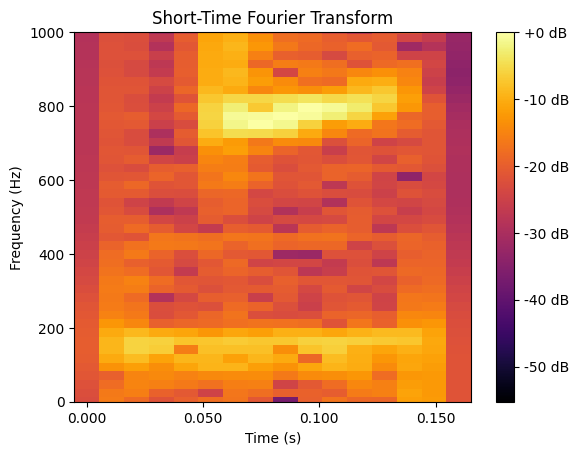 Short-Time Fourier Transform
1000
800
600
400
200
0
Frequency (Hz)
0.000
0.050
0.100
0.150
Time (s)
+0 dB
-10 dB
-20 dB
-30 dB
-40 dB
-50 dB